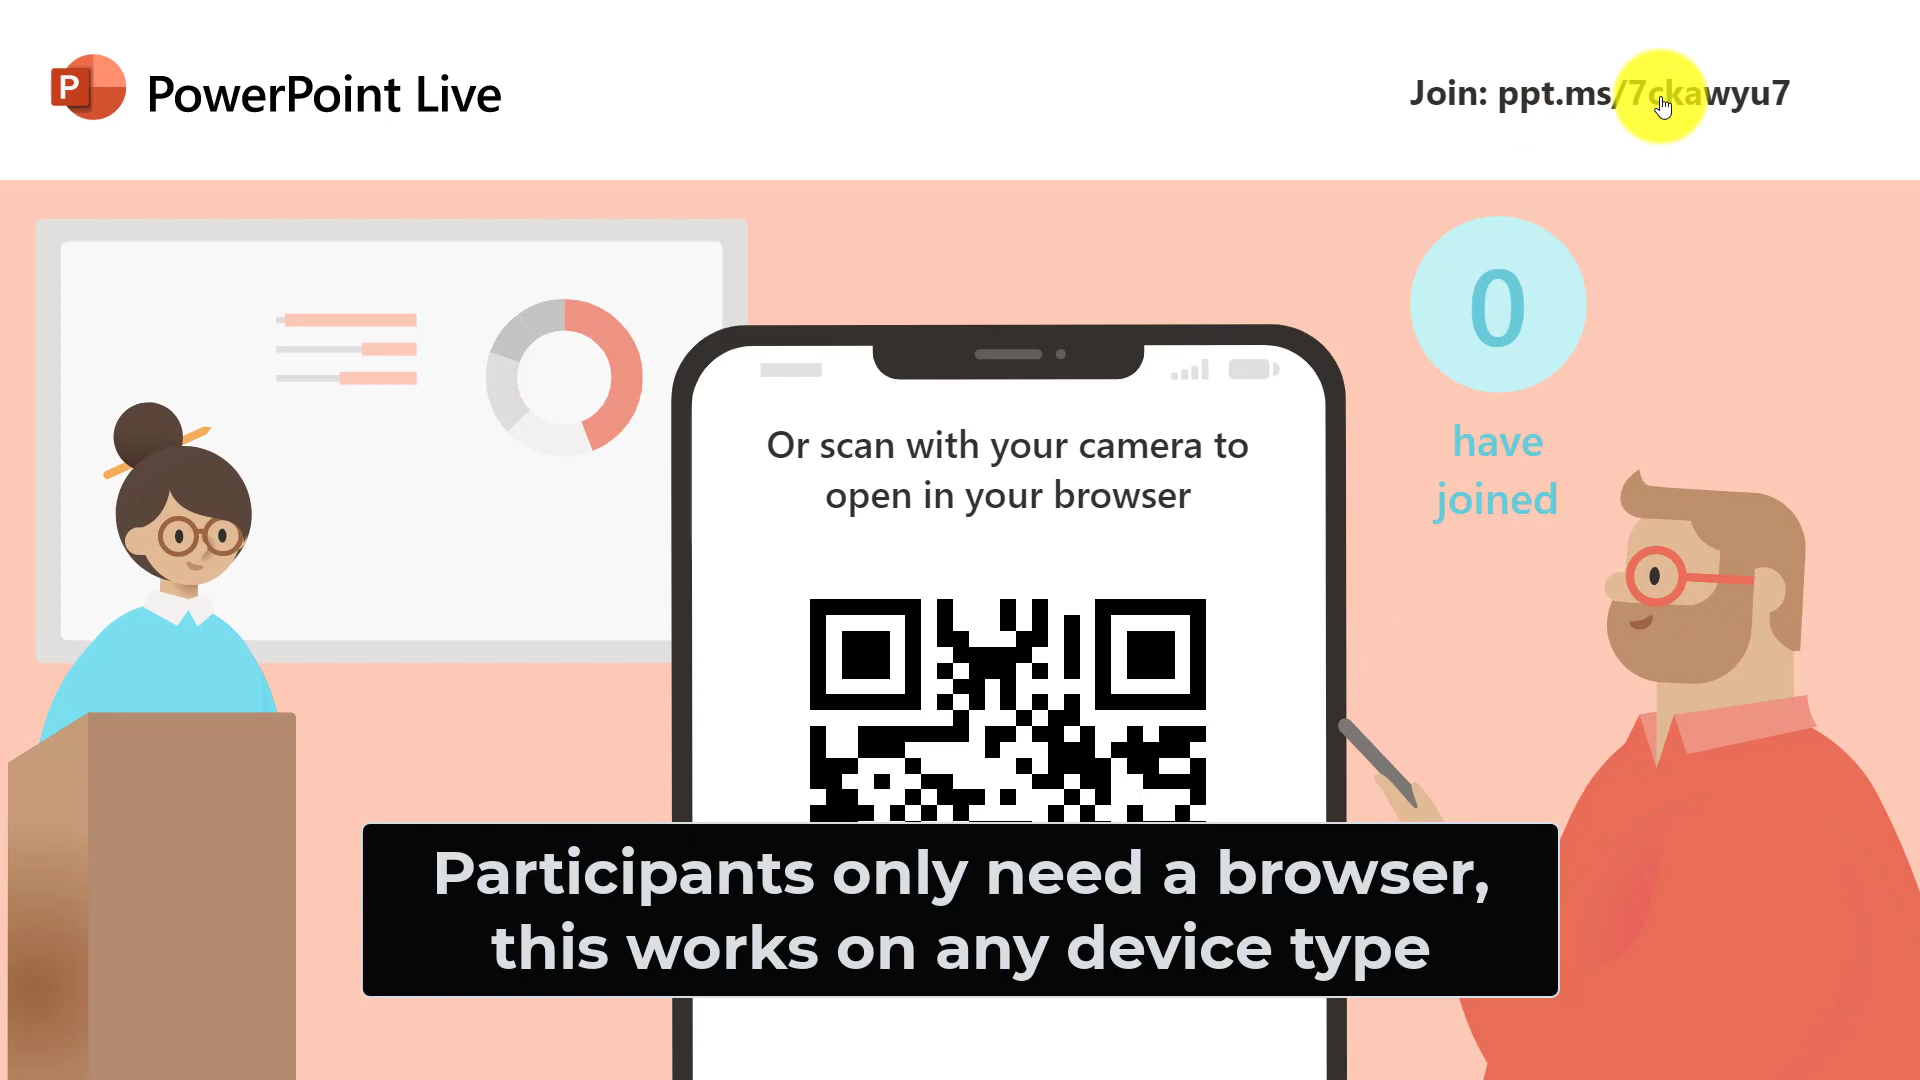 P
PowerPoint Live
Join: ppt.ms/7ckawyu7
0
have
joined
Or scan with your camera to
open in your browser
Participants only need a browser,
this works on any device type